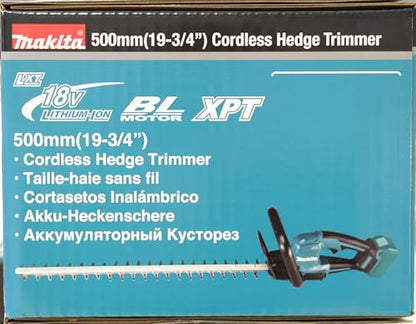 makita 500mm(19-3/4") Cordless Hedge Trimmer
LXT
18V
LITHIUM-ION
BL
MOTOR
XPT
500mm(19-3/4")
· Cordless Hedge Trimmer
· Taille-haie sans fil
· Cortasetos Inalámbrico
· Akku-Heckenschere
· Аккумуляторный Кусторез
makita